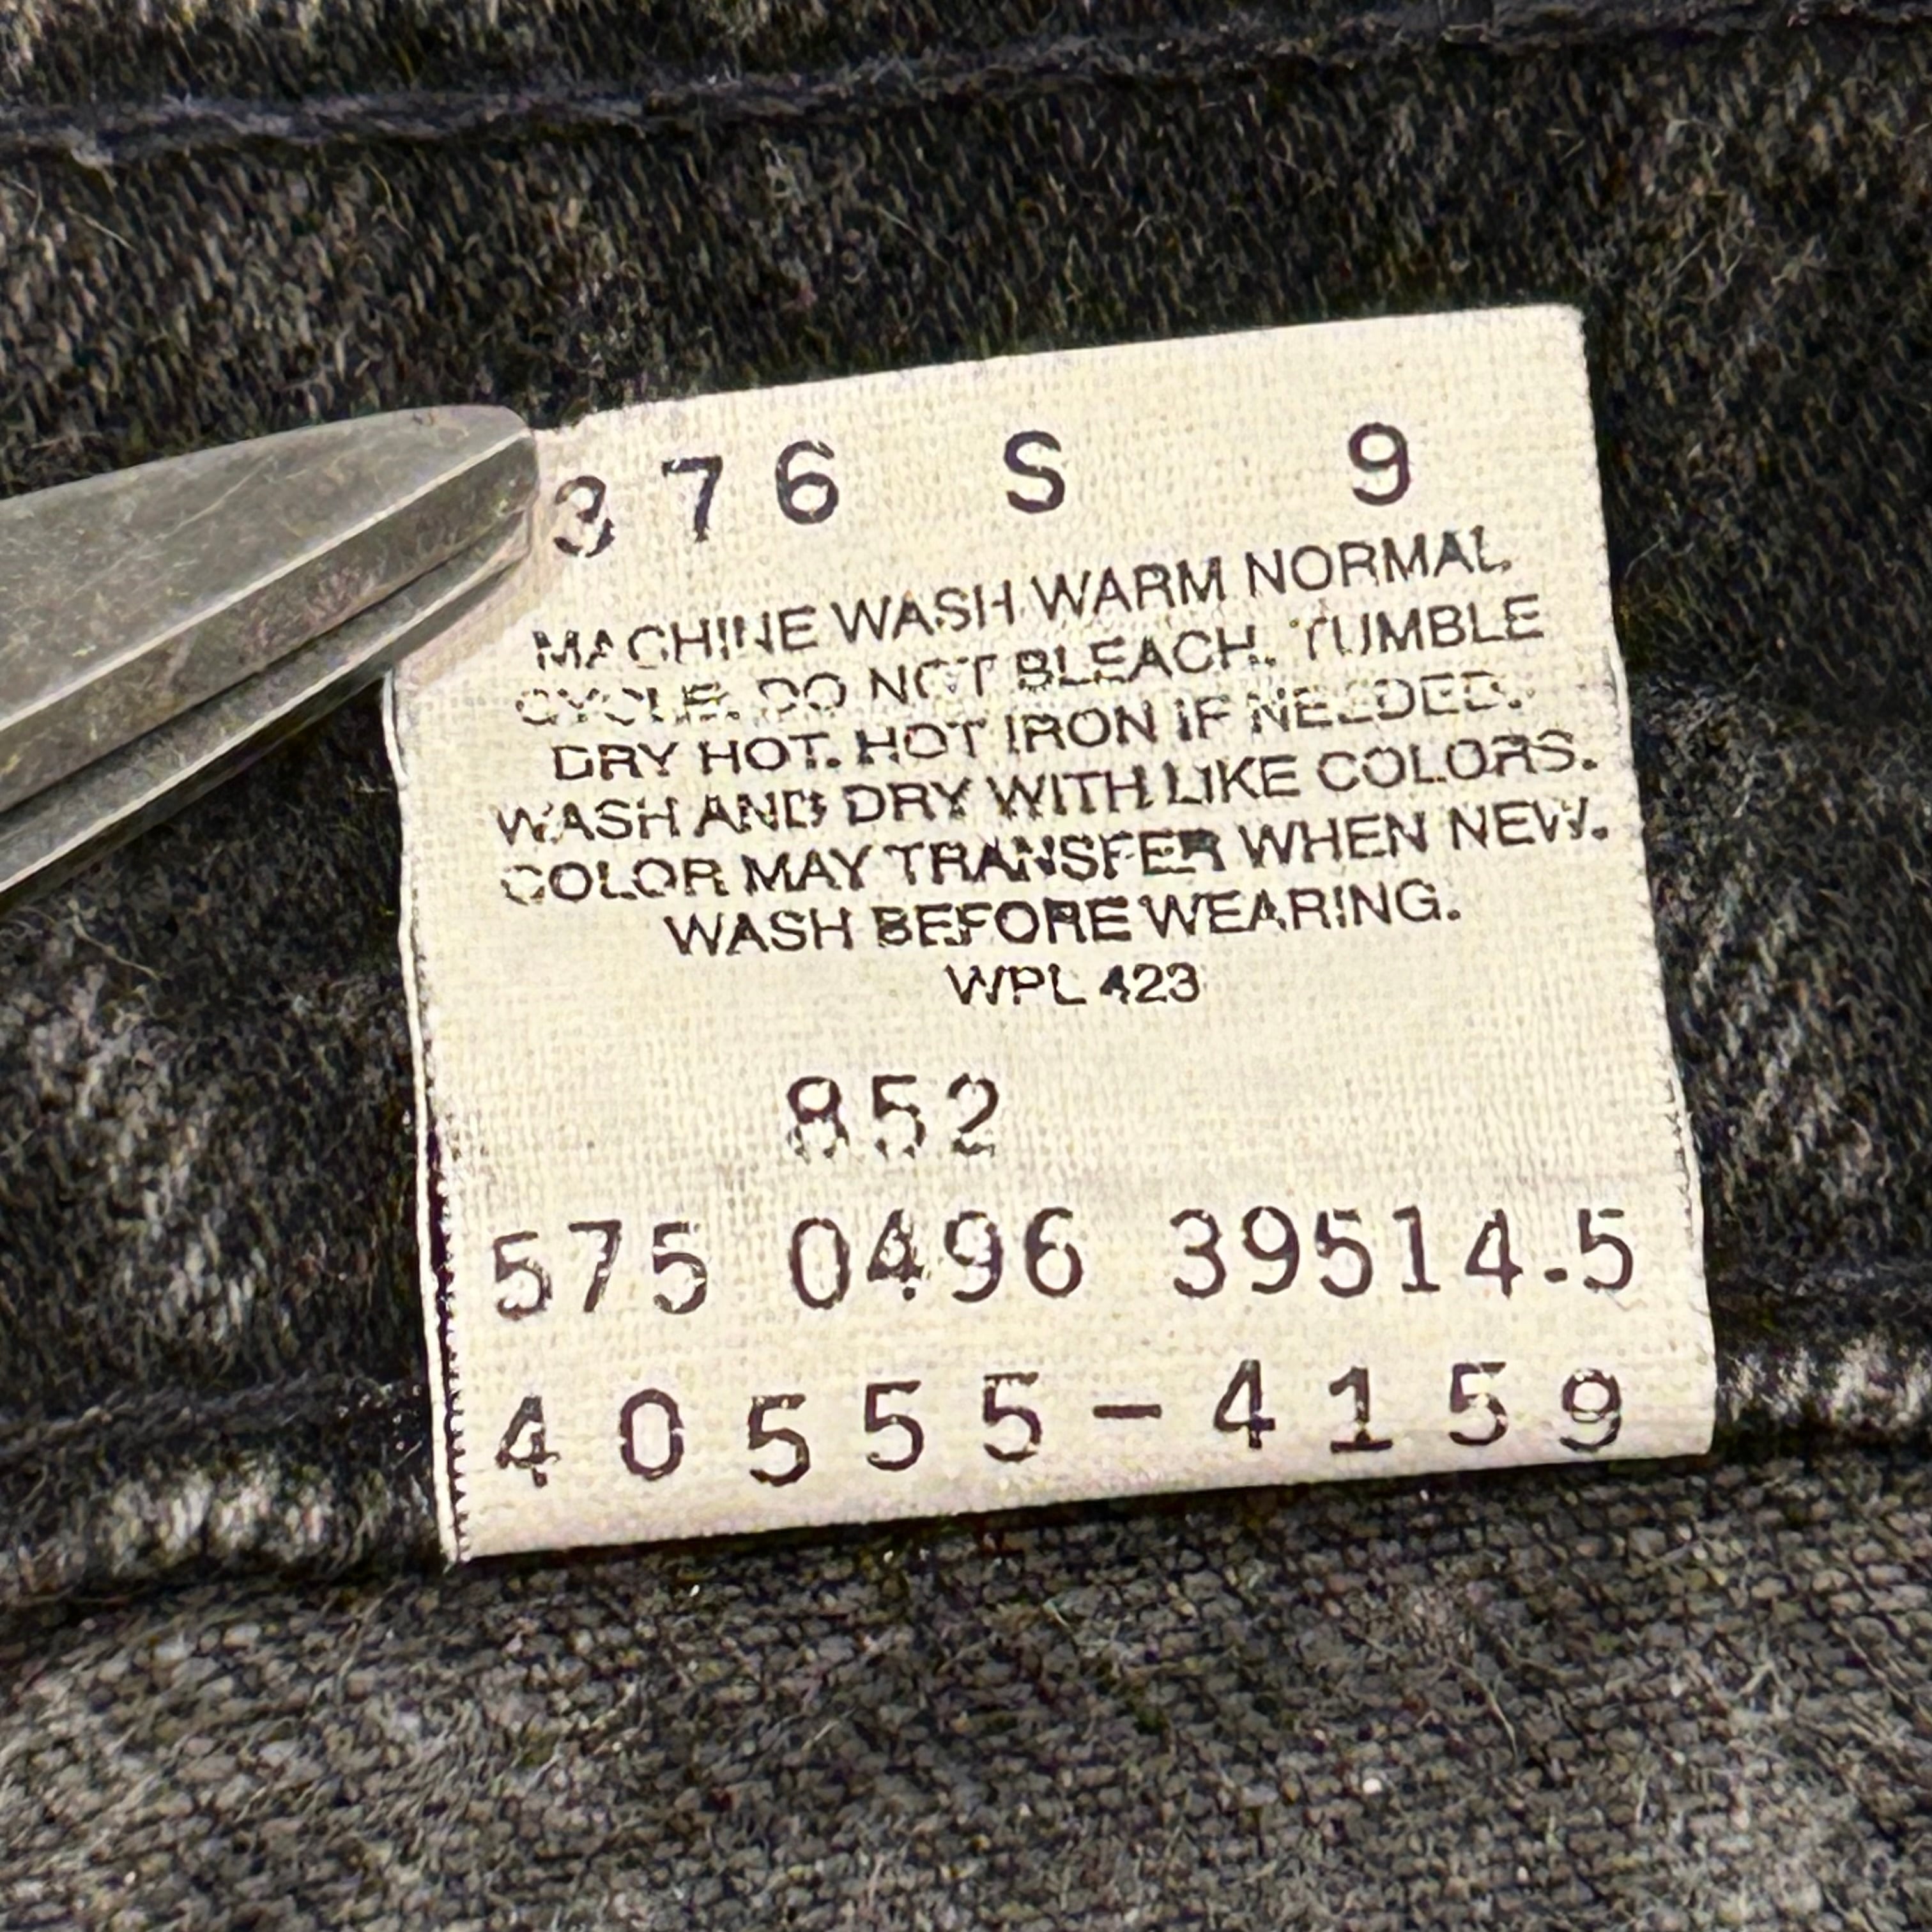 376 S 9
MACHINE WASH WARM NORMAL
CYCLE. DO NOT BLEACH. TUMBLE
DRY HOT. HOT IRON IF NEEDED.
WASH AND DRY WITH LIKE COLORS.
COLOR MAY TRANSFER WHEN NEW.
WASH BEFORE WEARING.
WPL 423
852
575 0496 39514.5
40555-4159